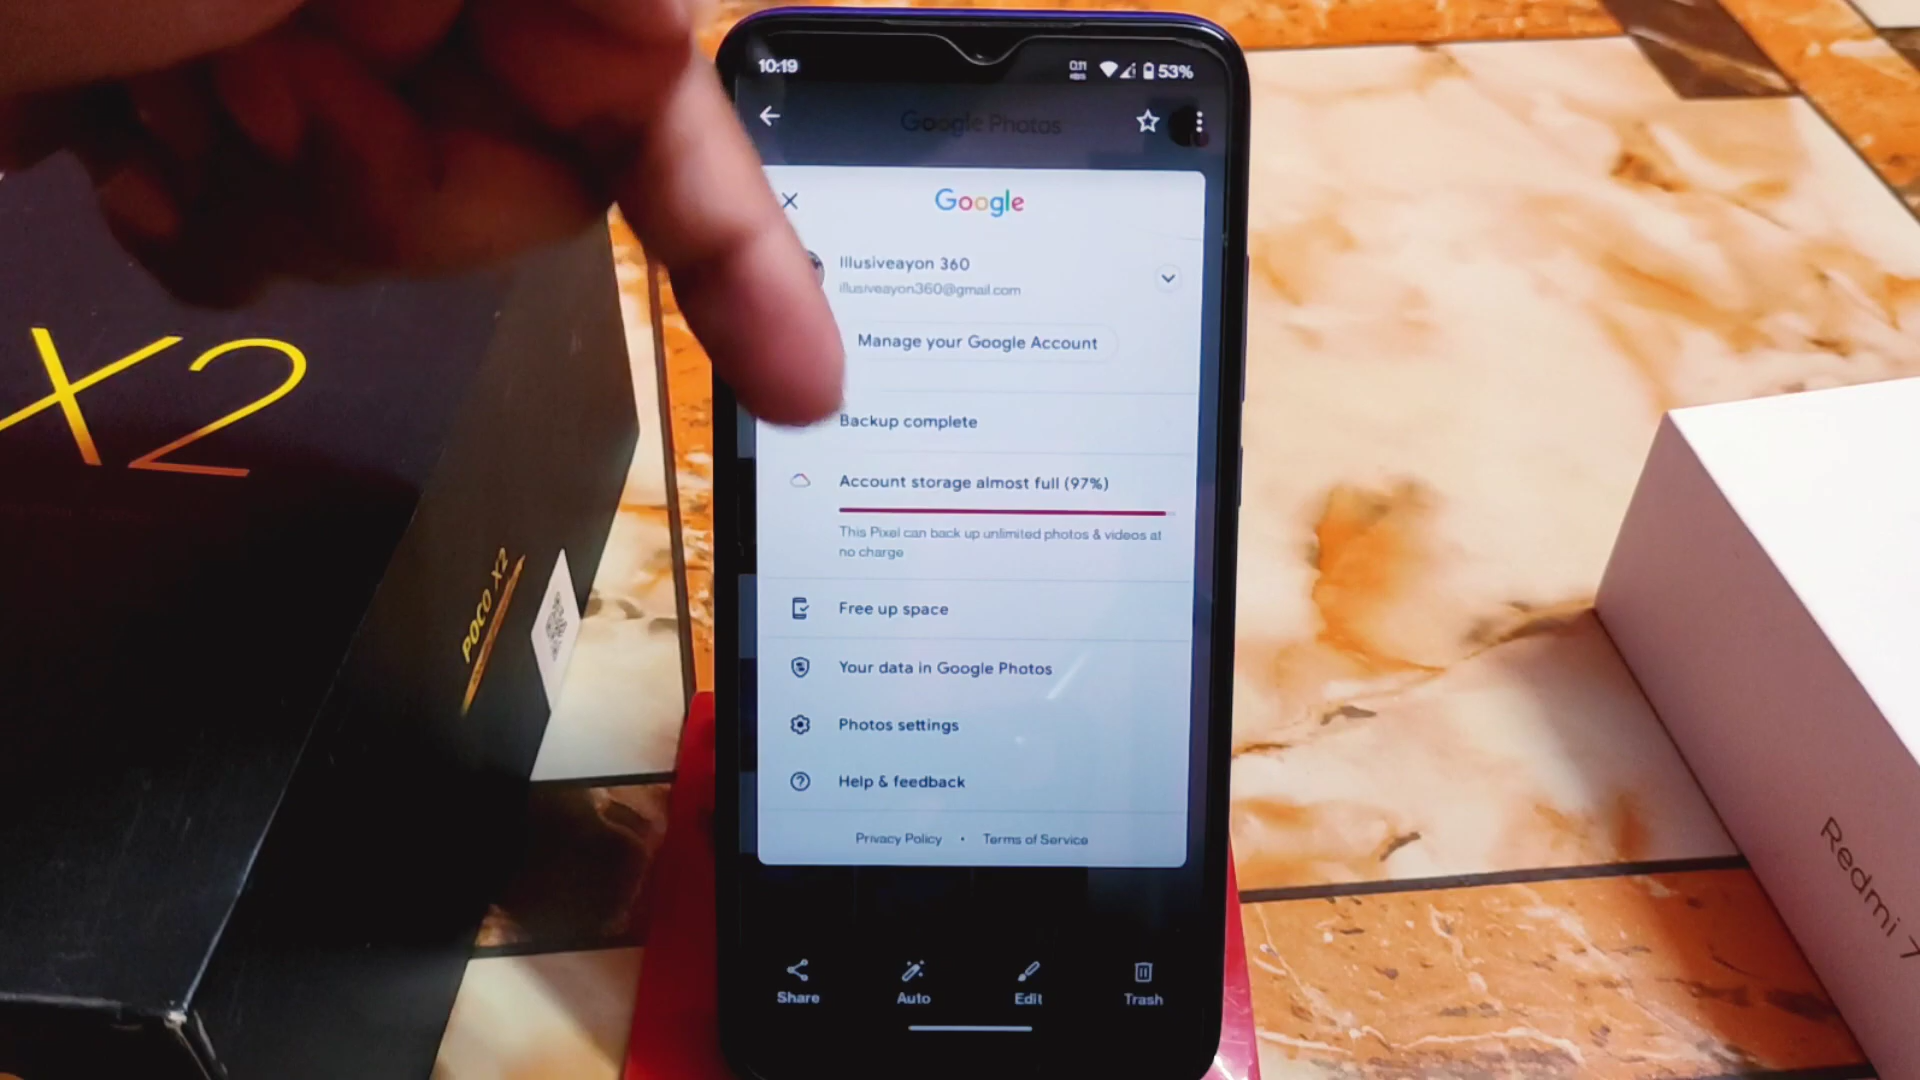 10:19
0.11
53%
Google Photos
Google
Illusiveayon 360
illusiveayon360@gmail.com
Manage your Google Account
Backup complete
Account storage almost full (97%)
This Pixel can back up unlimited photos & videos at
no charge
Free up space
Your data in Google Photos
Photos settings
Help & feedback
Privacy Policy • Terms of Service
Share
Auto
Edit
Trash
X2
POCO X2
Redmi 7